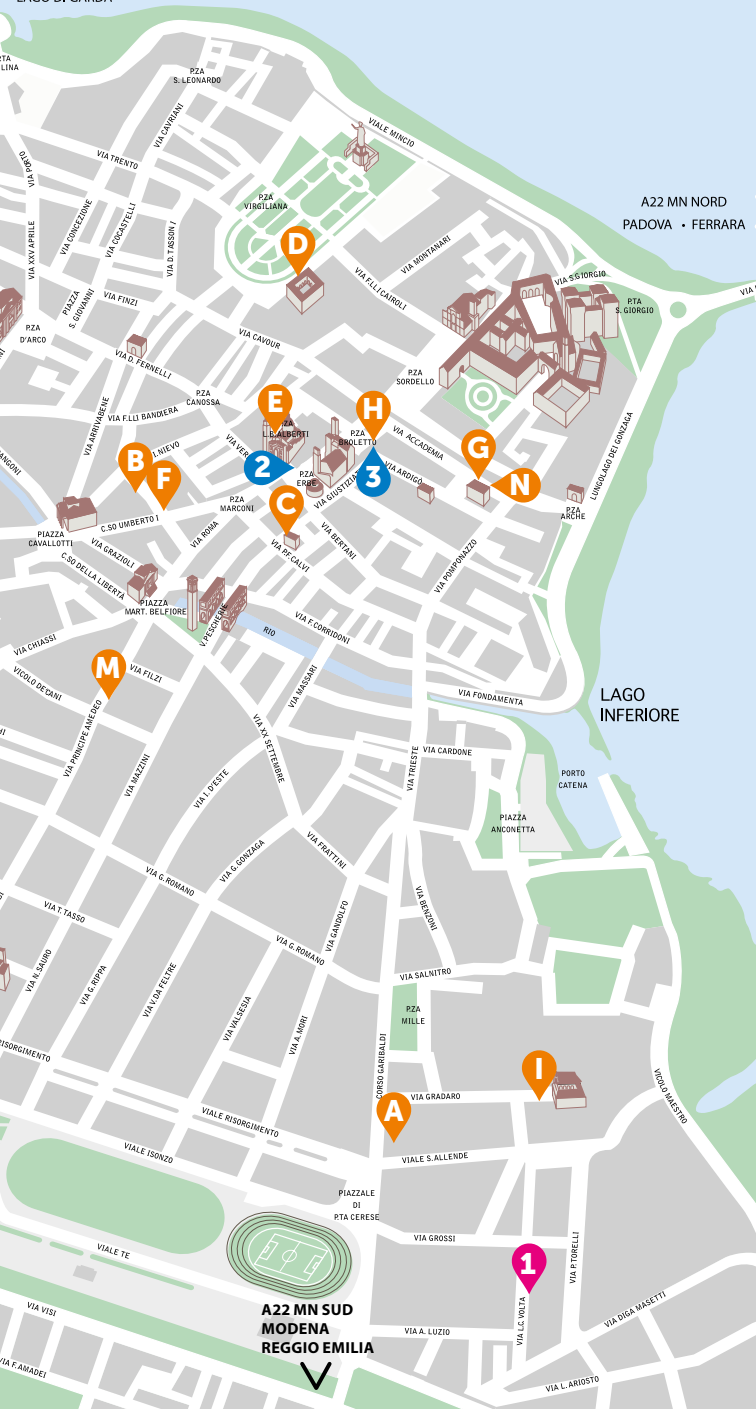 LAGO DI GARDA
P.ZA
S. LEONARDO
VIA CAVRIANI
VIALE MINCIO
VIA PORTO
VIA TRENTO
VIA CONCEZIONE
VIA COCASTELLI
VIA D. TASSONI
VIA XXV APRILE
P.ZA
VIRGILIANA
A22 MN NORD
PADOVA • FERRARA
D
VIA MONTANARI
VIA F.LLI CAIROLI
VIA S.GIORGIO
P.TA
S. GIORGIO
PIAZZA
S. GIOVANNI
VIA FINZI
P.ZA
D'ARCO
VIA D. FERNELLI
VIA CAVOUR
P.ZA
SORDELLO
P.ZA
CANOSSA
VIA ARRIVABENE
VIA F.LLI BANDIERA
E
L.B.ALBERTI
H
P.ZA
BROLETTO
VIA ACCADEMIA
LUNGOLAGO DEI GONZAGA
B
I. NIEVO
F
2
P.ZA
ERBE
3
VIA ARDIGÒ
G
N
P.ZA
ARCHE
C
VIA GIUSTIZIATI
P.ZA
MARCONI
C.SO UMBERTO I
PIAZZA
CAVALLOTTI
VIA GRAZIOLI
VIA ROMA
VIA BERTANI
VIA P.F. CALVI
VIA POMPONAZZO
C.SO DELLA LIBERTÀ
PIAZZA
MART. BELFIORE
V. PESCHERIE
RIO
VIA F.CORRIDONI
VIA CHIASSI
M
VIA FILZI
VICOLO DE'CANI
VIA MASSARI
VIA FONDAMENTA
LAGO
INFERIORE
VIA PRINCIPE AMEDEO
VIA MAZZINI
VIA XX SETTEMBRE
VIA I. D'ESTE
VIA TRIESTE
VIA CARDONE
PORTO
CATENA
PIAZZA
ANCONETTA
VIA G.GONZAGA
VIA FRATTINI
VIA G.ROMANO
VIA BENZONI
VIA GANDOLFO
VIA T.TASSO
VIA G.ROMANO
VIA N.SAURO
VIA G.RIPPA
VIA V.DA FELTRE
VIA VALSESIA
VIA A. MORI
VIA SALNITRO
P.ZA
MILLE
CORSO GARIBALDI
RISORGIMENTO
I
VIA GRADARO
A
VICOLO MAESTRO
VIALE RISORGIMENTO
VIALE ISONZO
VIALE S.ALLENDE
PIAZZALE
DI
P.TA CERESE
VIA GROSSI
VIALE TE
1
VIA P.TORELLI
VIA L.C. VOLTA
VIA VISI
A22 MN SUD
MODENA
REGGIO EMILIA
VIA A. LUZIO
VIA DIGA MASETTI
VIA F.AMADEI
VIA L. ARIOSTO